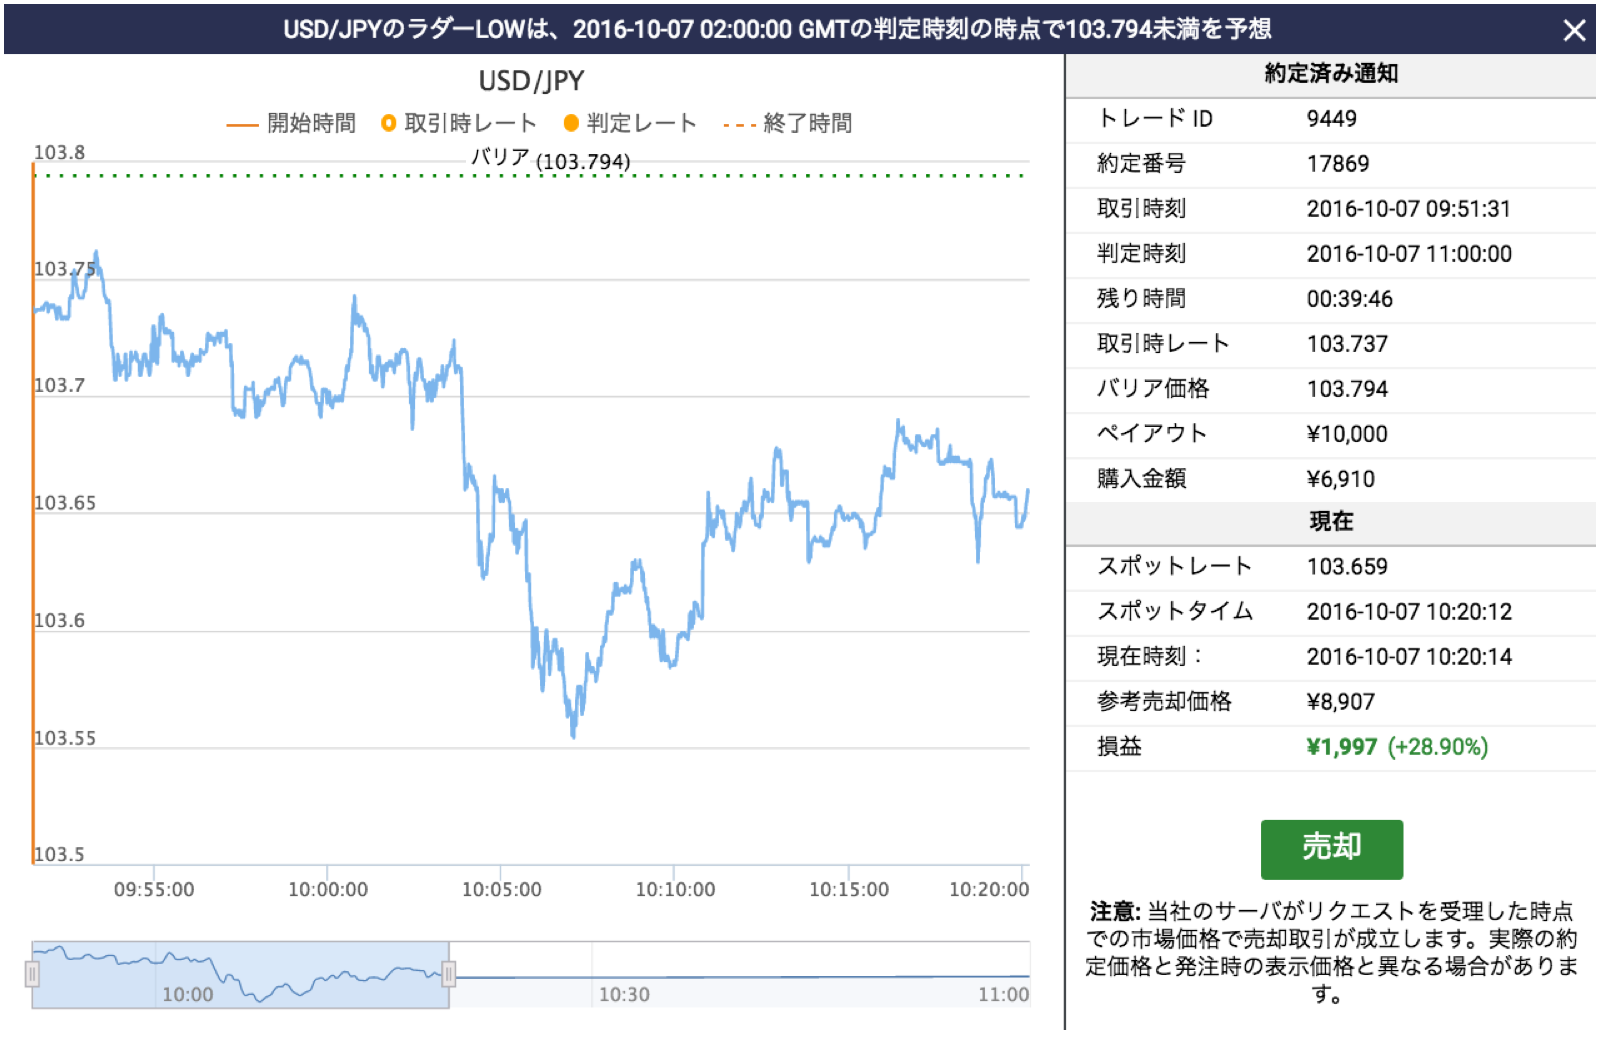 USD/JPYのラダーLOWは、2016-10-07 02:00:00 GMTの判定時刻の時点で103.794未満を予想
USD/JPY
開始時間 取引時レート 判定レート 終了時間
バリア (103.794)
103.8
103.75
103.7
103.65
103.6
103.55
103.5
09:55:00 10:00:00 10:05:00 10:10:00 10:15:00 10:20:00
10:00 10:30 11:00
約定済み通知
トレード ID 9449
約定番号 17869
取引時刻 2016-10-07 09:51:31
判定時刻 2016-10-07 11:00:00
残り時間 00:39:46
取引時レート 103.737
バリア価格 103.794
ペイアウト ¥10,000
購入金額 ¥6,910
現在
スポットレート 103.659
スポットタイム 2016-10-07 10:20:12
現在時刻： 2016-10-07 10:20:14
参考売却価格 ¥8,907
損益 ¥1,997 (+28.90%)
売却
注意: 当社のサーバがリクエストを受理した時点
での市場価格で売却取引が成立します。実際の約
定価格と発注時の表示価格と異なる場合がありま
す。